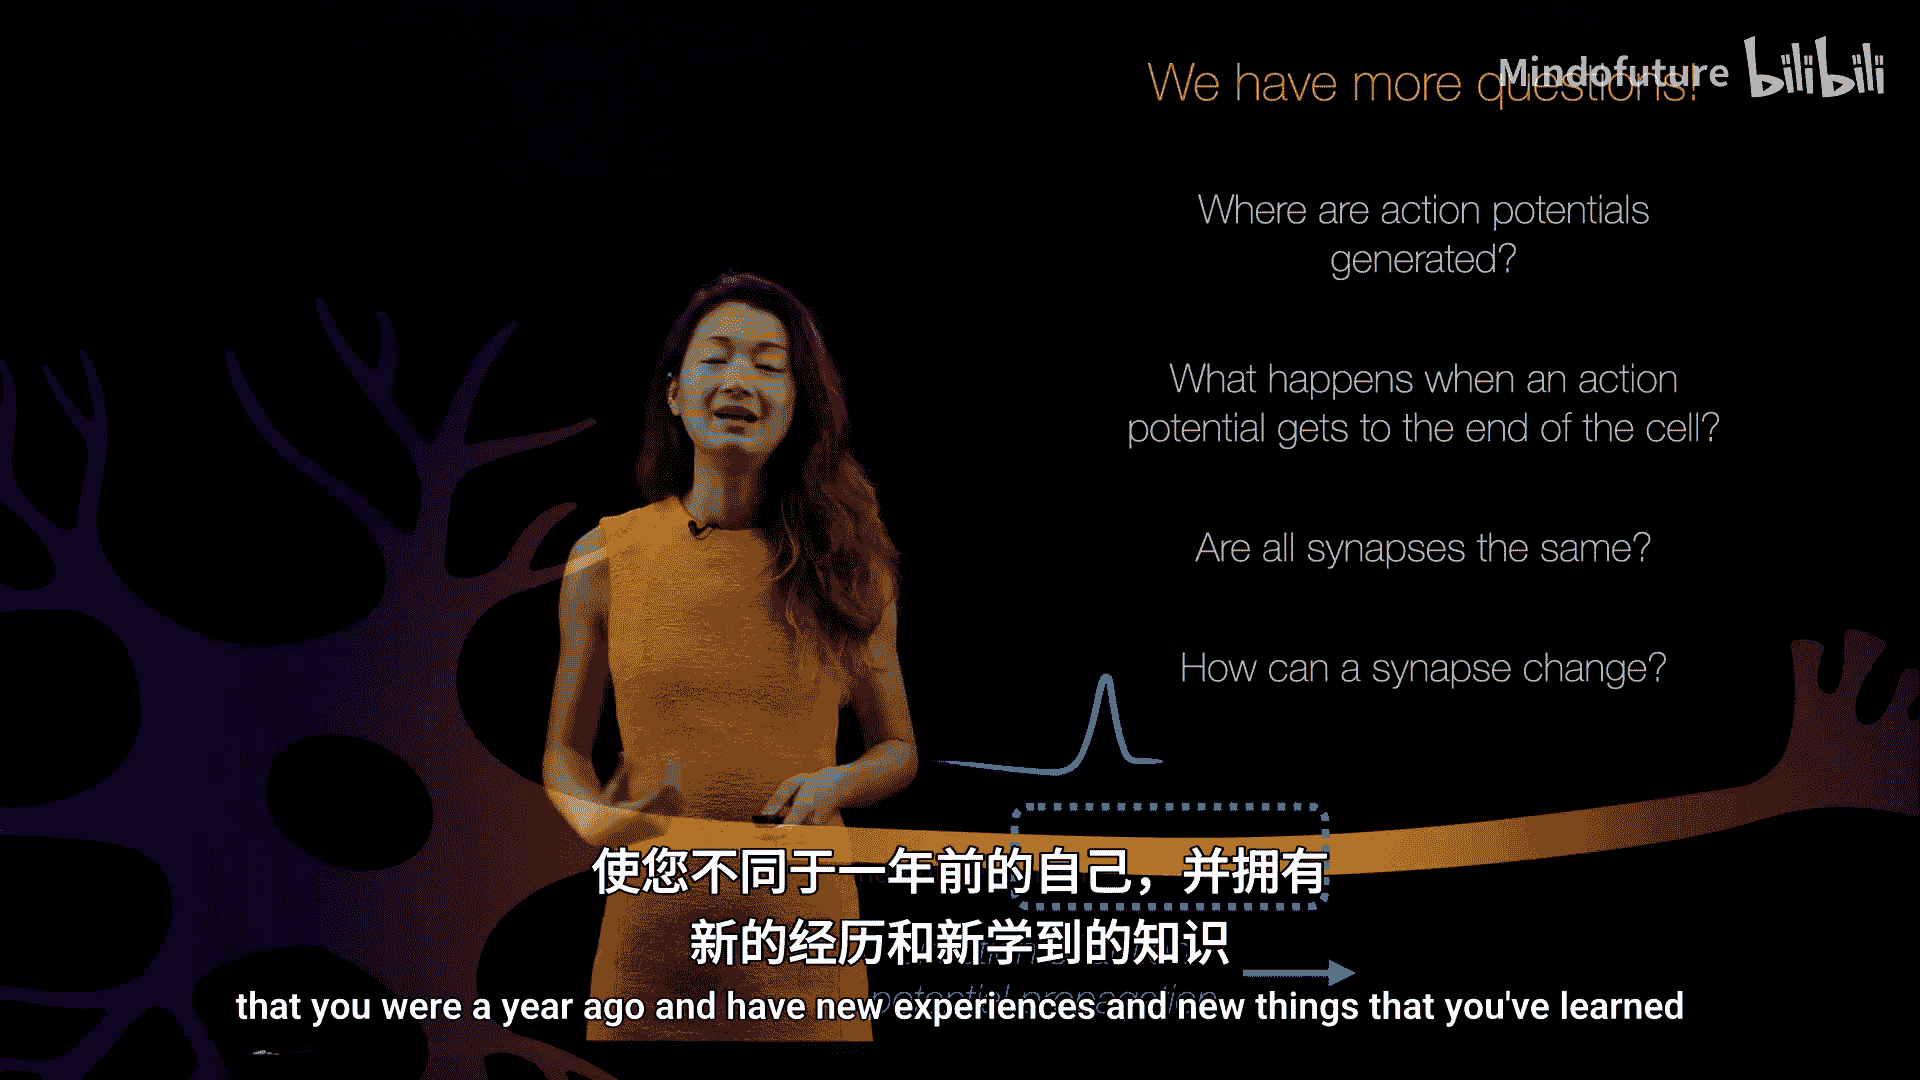 We have more questions!
Mindofuture bilibili
Where are action potentials
generated?
What happens when an action
potential gets to the end of the cell?
Are all synapses the same?
How can a synapse change?
使您不同于一年前的自己，并拥有
新的经历和新学到的知识
potential propagation
that you were a year ago and have new experiences and new things that you've learned